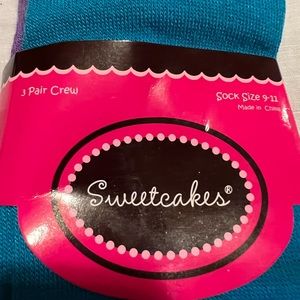 3 Pair Crew
Sock Size 9-11
Made in China
Sweetcakes®